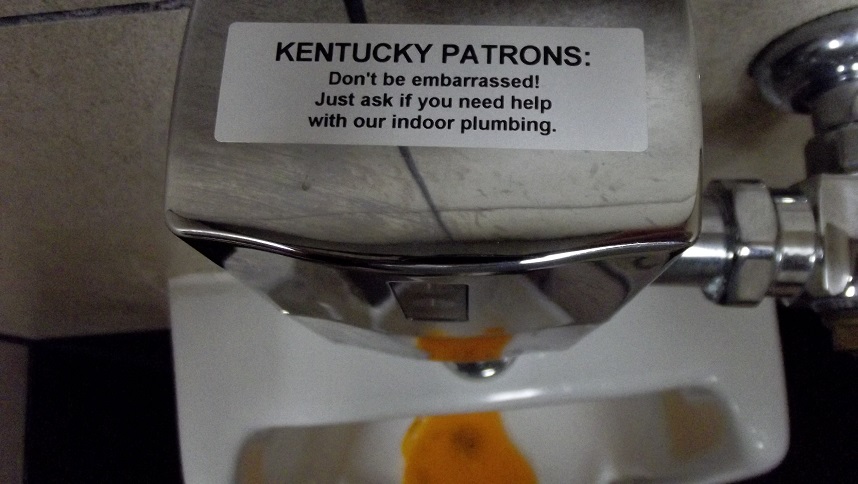 KENTUCKY PATRONS:
Don't be embarrassed!
Just ask if you need help
with our indoor plumbing.